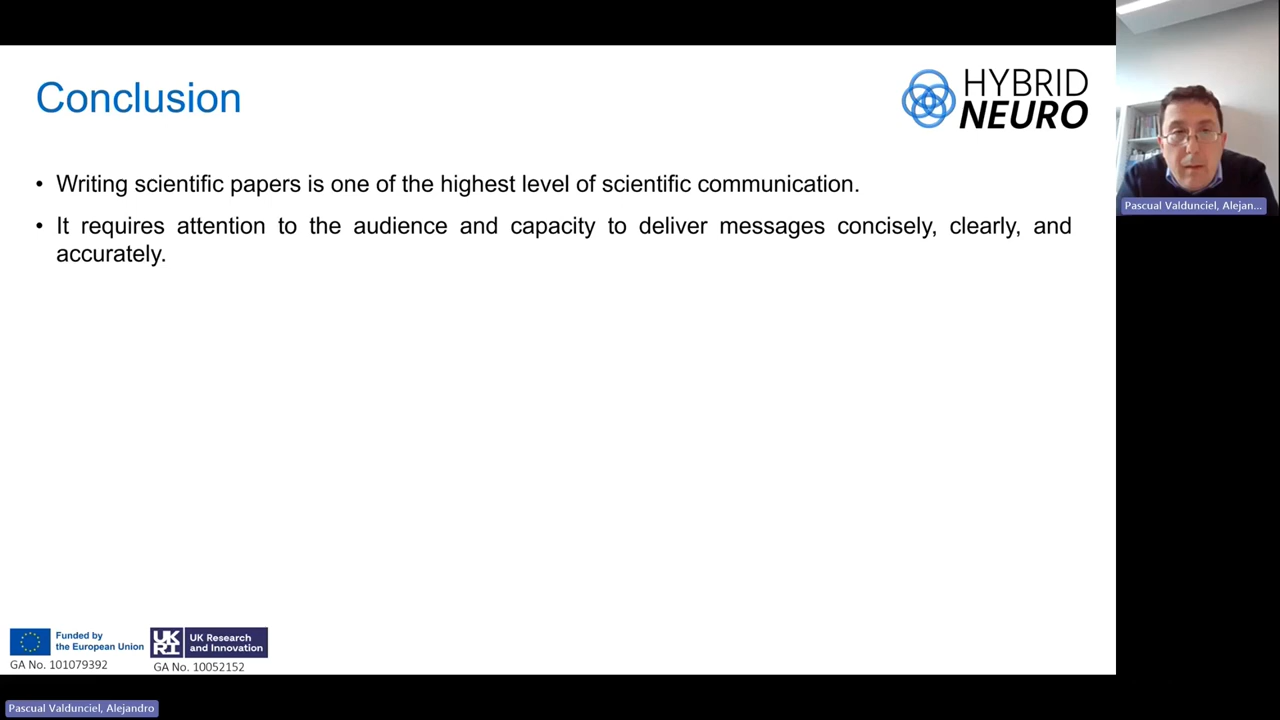 Conclusion
HYBRID
NEURO
• Writing scientific papers is one of the highest level of scientific communication.
• It requires attention to the audience and capacity to deliver messages concisely, clearly, and
accurately.
Pascual Valdunciel, Alejan...
Funded by
the European Union
GA No. 101079392
UK
RI
UK Research
and Innovation
GA No. 10052152
Pascual Valdunciel, Alejandro